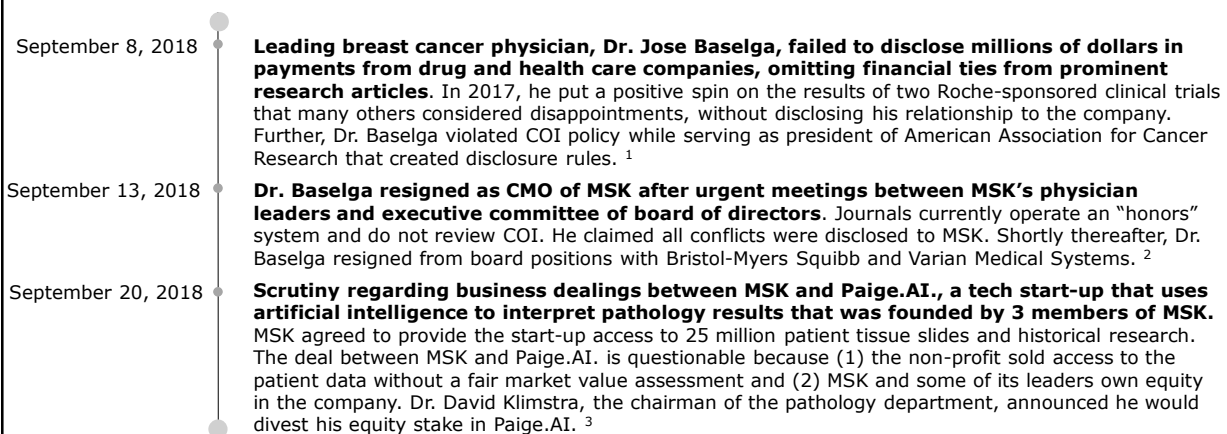 September 8, 2018
Leading breast cancer physician, Dr. Jose Baselga, failed to disclose millions of dollars in
payments from drug and health care companies, omitting financial ties from prominent
research articles. In 2017, he put a positive spin on the results of two Roche-sponsored clinical trials
that many others considered disappointments, without disclosing his relationship to the company.
Further, Dr. Baselga violated COI policy while serving as president of American Association for Cancer
Research that created disclosure rules. 1
September 13, 2018
Dr. Baselga resigned as CMO of MSK after urgent meetings between MSK’s physician
leaders and executive committee of board of directors. Journals currently operate an “honors”
system and do not review COI. He claimed all conflicts were disclosed to MSK. Shortly thereafter, Dr.
Baselga resigned from board positions with Bristol-Myers Squibb and Varian Medical Systems. 2
September 20, 2018
Scrutiny regarding business dealings between MSK and Paige.AI., a tech start-up that uses
artificial intelligence to interpret pathology results that was founded by 3 members of MSK.
MSK agreed to provide the start-up access to 25 million patient tissue slides and historical research.
The deal between MSK and Paige.AI. is questionable because (1) the non-profit sold access to the
patient data without a fair market value assessment and (2) MSK and some of its leaders own equity
in the company. Dr. David Klimstra, the chairman of the pathology department, announced he would
divest his equity stake in Paige.AI. 3